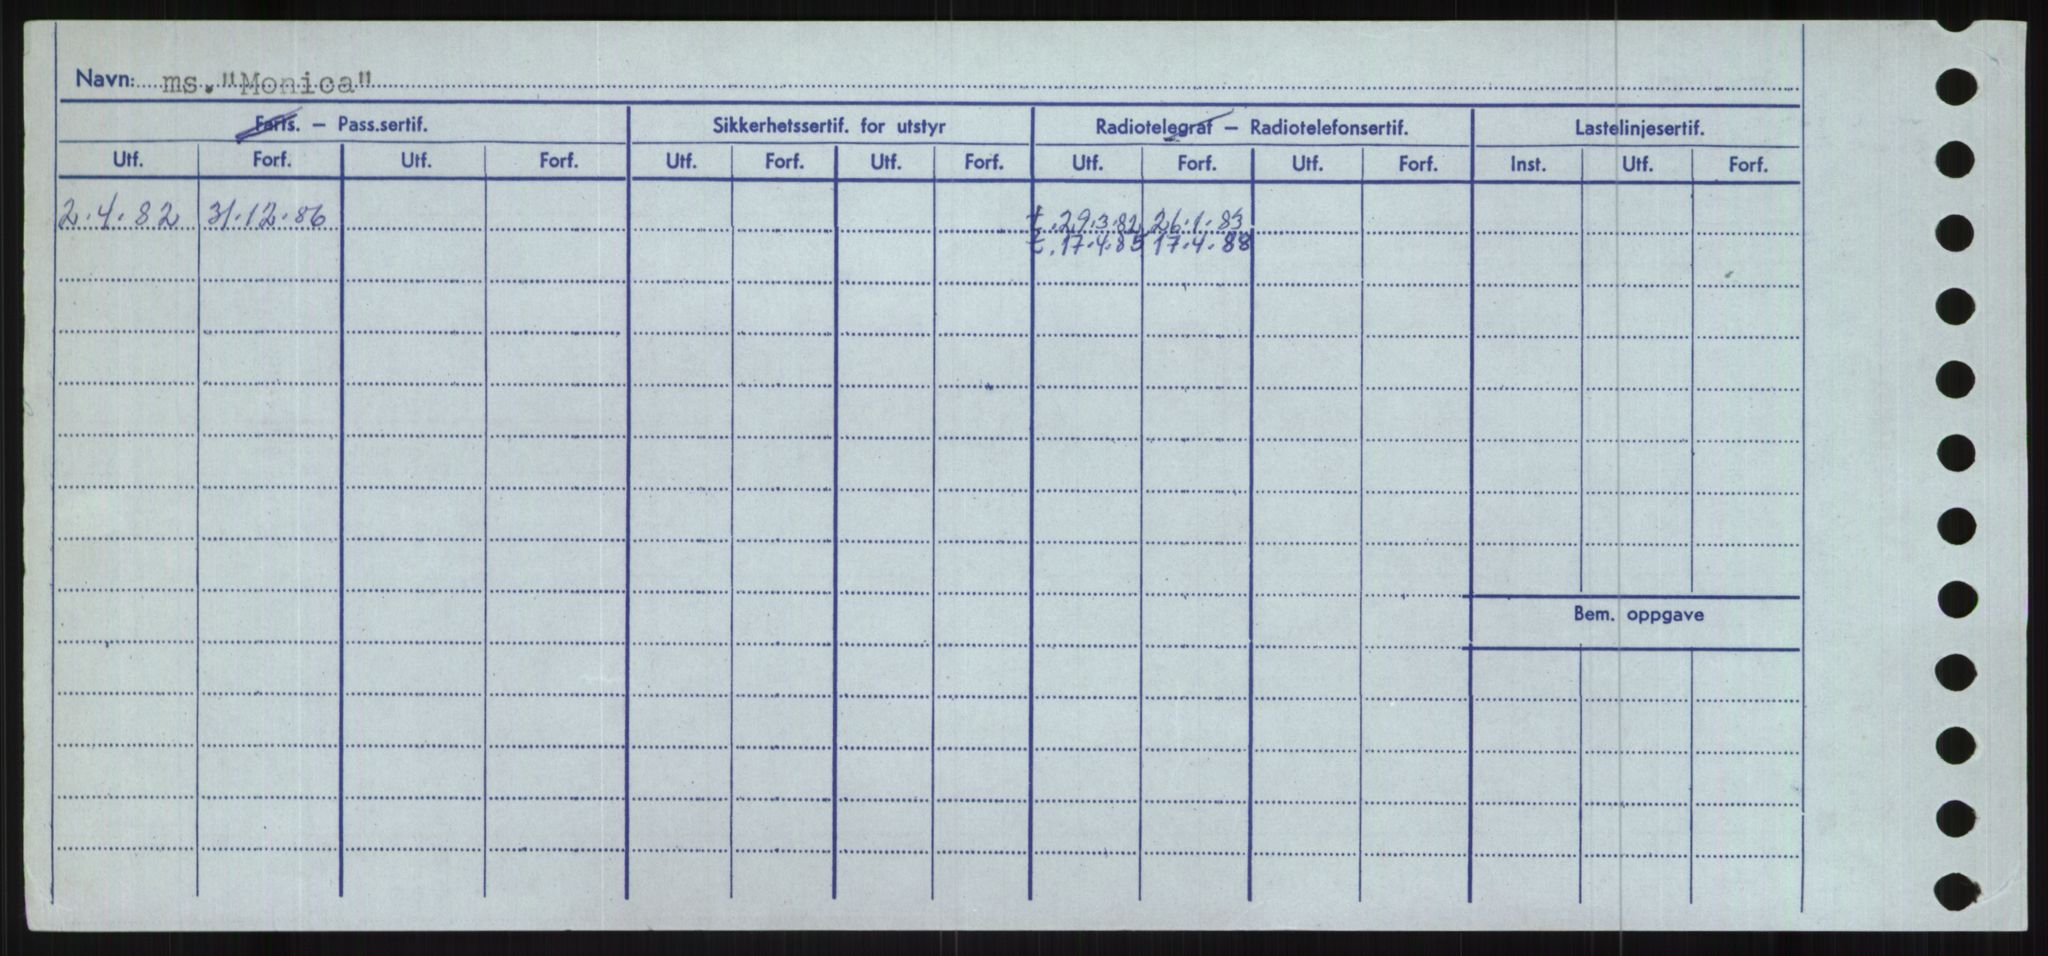 Navn: ms. "Monica"
Farts. – Pass.sertif. Sikkerhetssertif. for utstyr Radiotelegraf – Radiotelefonsertif. Lastelinjesertif.
Utf. Forf. Utf. Forf. Utf. Forf. Utf. Forf. Utf. Forf. Utf. Forf. Inst. Utf. Forf.
2.4.82 31.12.86 t. 29.3.82 26.1.83
t. 17.4.85 17.4.88
Bem. oppgave